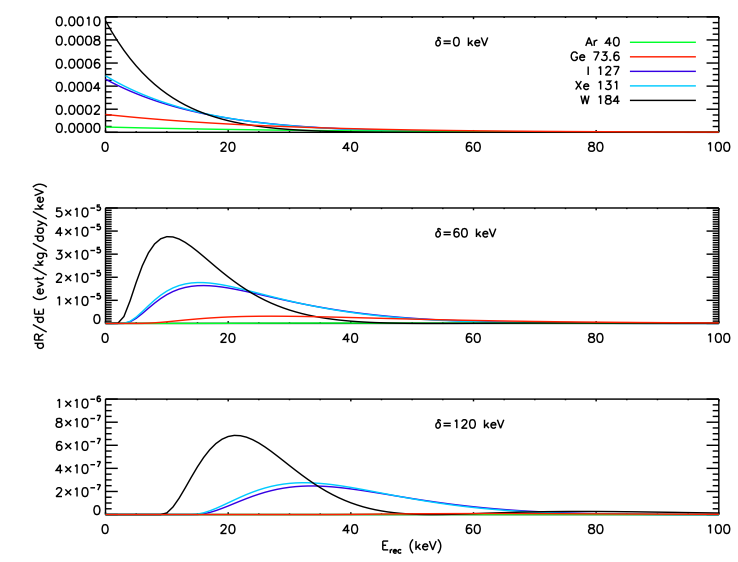 0.0010
0.0008
0.0006
0.0004
0.0002
0.0000
δ=0 keV
Ar 40
Ge 73.6
I 127
Xe 131
W 184
0 20 40 60 80 100
dR/dE (evt/kg/day/keV)
5×10⁻⁵
4×10⁻⁵
3×10⁻⁵
2×10⁻⁵
1×10⁻⁵
0
δ=60 keV
0 20 40 60 80 100
1×10⁻⁶
8×10⁻⁷
6×10⁻⁷
4×10⁻⁷
2×10⁻⁷
0
δ=120 keV
0 20 40 60 80 100
E_rec (keV)